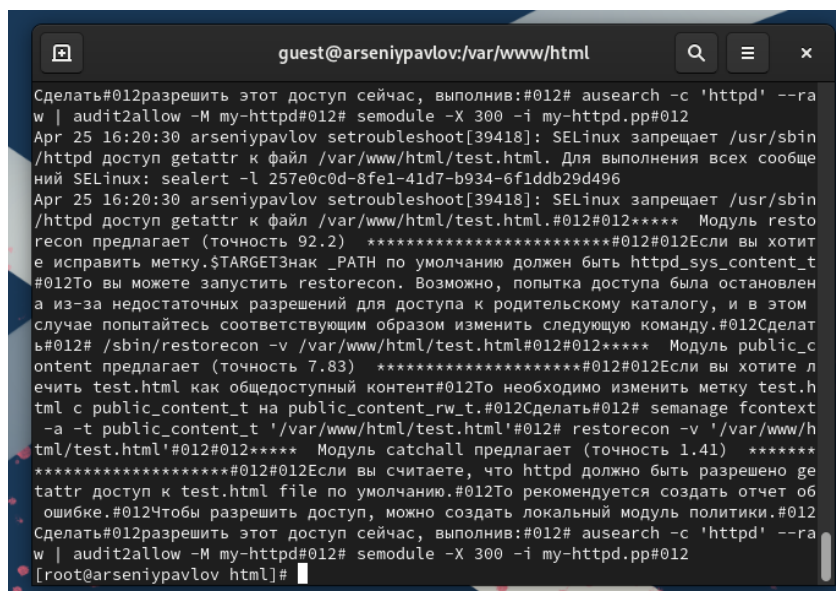 guest@arseniypavlov:/var/www/html
Сделать#012разрешить этот доступ сейчас, выполнив:#012# ausearch -c 'httpd' --ra
w | audit2allow -M my-httpd#012# semodule -X 300 -i my-httpd.pp#012
Apr 25 16:20:30 arseniypavlov setroubleshoot[39418]: SELinux запрещает /usr/sbin
/httpd доступ getattr к файл /var/www/html/test.html. Для выполнения всех сообще
ний SELinux: sealert -l 257e0c0d-8fe1-41d7-b934-6f1ddb29d496
Apr 25 16:20:30 arseniypavlov setroubleshoot[39418]: SELinux запрещает /usr/sbin
/httpd доступ getattr к файл /var/www/html/test.html.#012#012*****  Модуль resto
recon предлагает (точность 92.2)  *************************#012#012Если вы хотит
е исправить метку.$TARGETЗнак _PATH по умолчанию должен быть httpd_sys_content_t
#012То вы можете запустить restorecon. Возможно, попытка доступа была остановлен
а из-за недостаточных разрешений для доступа к родительскому каталогу, и в этом
случае попытайтесь соответствующим образом изменить следующую команду.#012Сделат
ь#012# /sbin/restorecon -v /var/www/html/test.html#012#012*****  Модуль public_c
ontent предлагает (точность 7.83)  *********************#012#012Если вы хотите л
ечить test.html как общедоступный контент#012То необходимо изменить метку test.h
tml с public_content_t на public_content_rw_t.#012Сделать#012# semanage fcontext
 -a -t public_content_t '/var/www/html/test.html'#012# restorecon -v '/var/www/h
tml/test.html'#012#012*****  Модуль catchall предлагает (точность 1.41)  *******
********************#012#012Если вы считаете, что httpd должно быть разрешено ge
tattr доступ к test.html file по умолчанию.#012То рекомендуется создать отчет об
 ошибке.#012Чтобы разрешить доступ, можно создать локальный модуль политики.#012
Сделать#012разрешить этот доступ сейчас, выполнив:#012# ausearch -c 'httpd' --ra
w | audit2allow -M my-httpd#012# semodule -X 300 -i my-httpd.pp#012
[root@arseniypavlov html]#